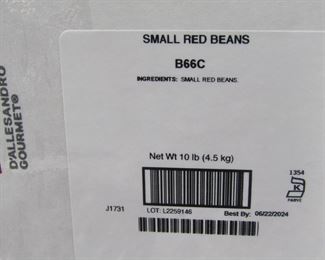 D'ALLESANDRO
GOURMET®
SMALL RED BEANS
B66C
INGREDIENTS: SMALL RED BEANS.
Net Wt 10 lb (4.5 kg)
1354
K
PARVE
J1731
LOT: L2259146
Best By: 06/22/2024